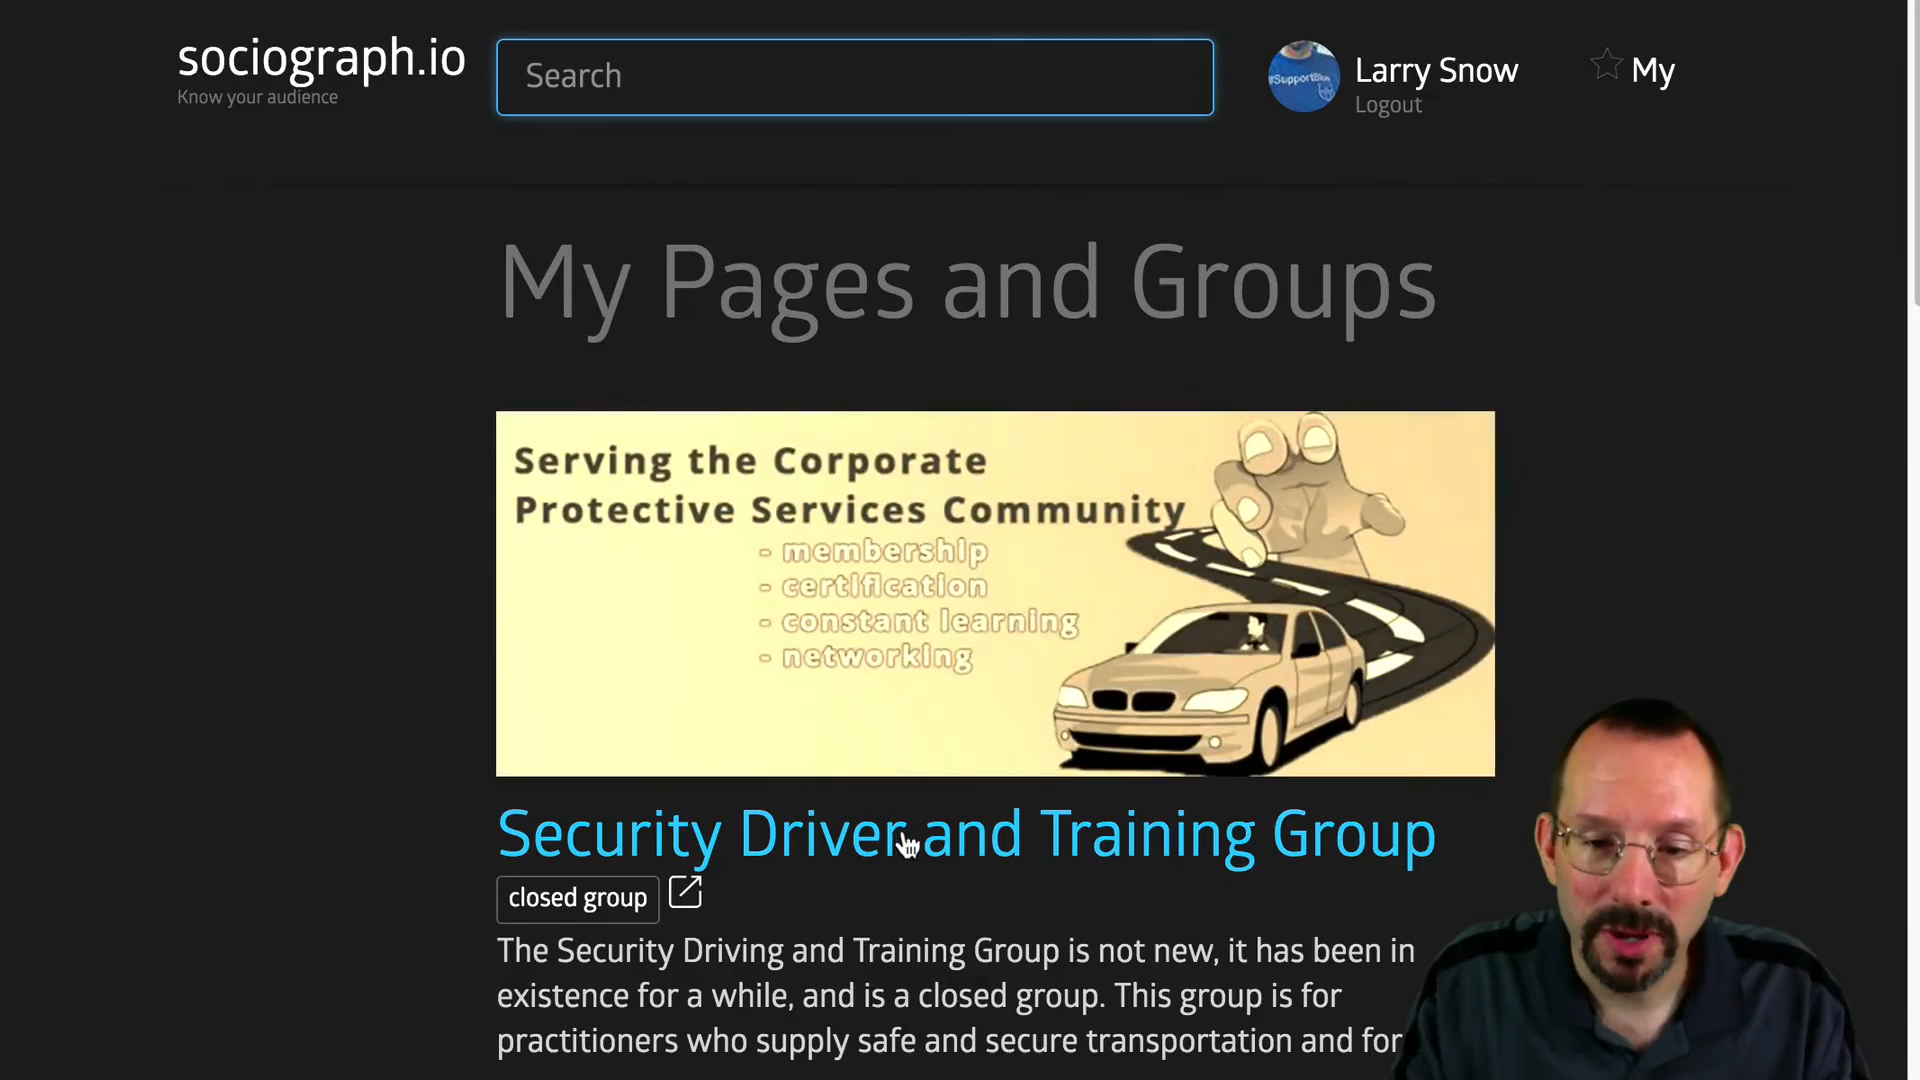 sociograph.io
Know your audience
Search
#SupportBlue
Larry Snow
Logout
My
My Pages and Groups
Serving the Corporate
Protective Services Community
- membership
- certification
- constant learning
- networking
Security Driver and Training Group
closed group
The Security Driving and Training Group is not new, it has been in
existence for a while, and is a closed group. This group is for
practitioners who supply safe and secure transportation and for